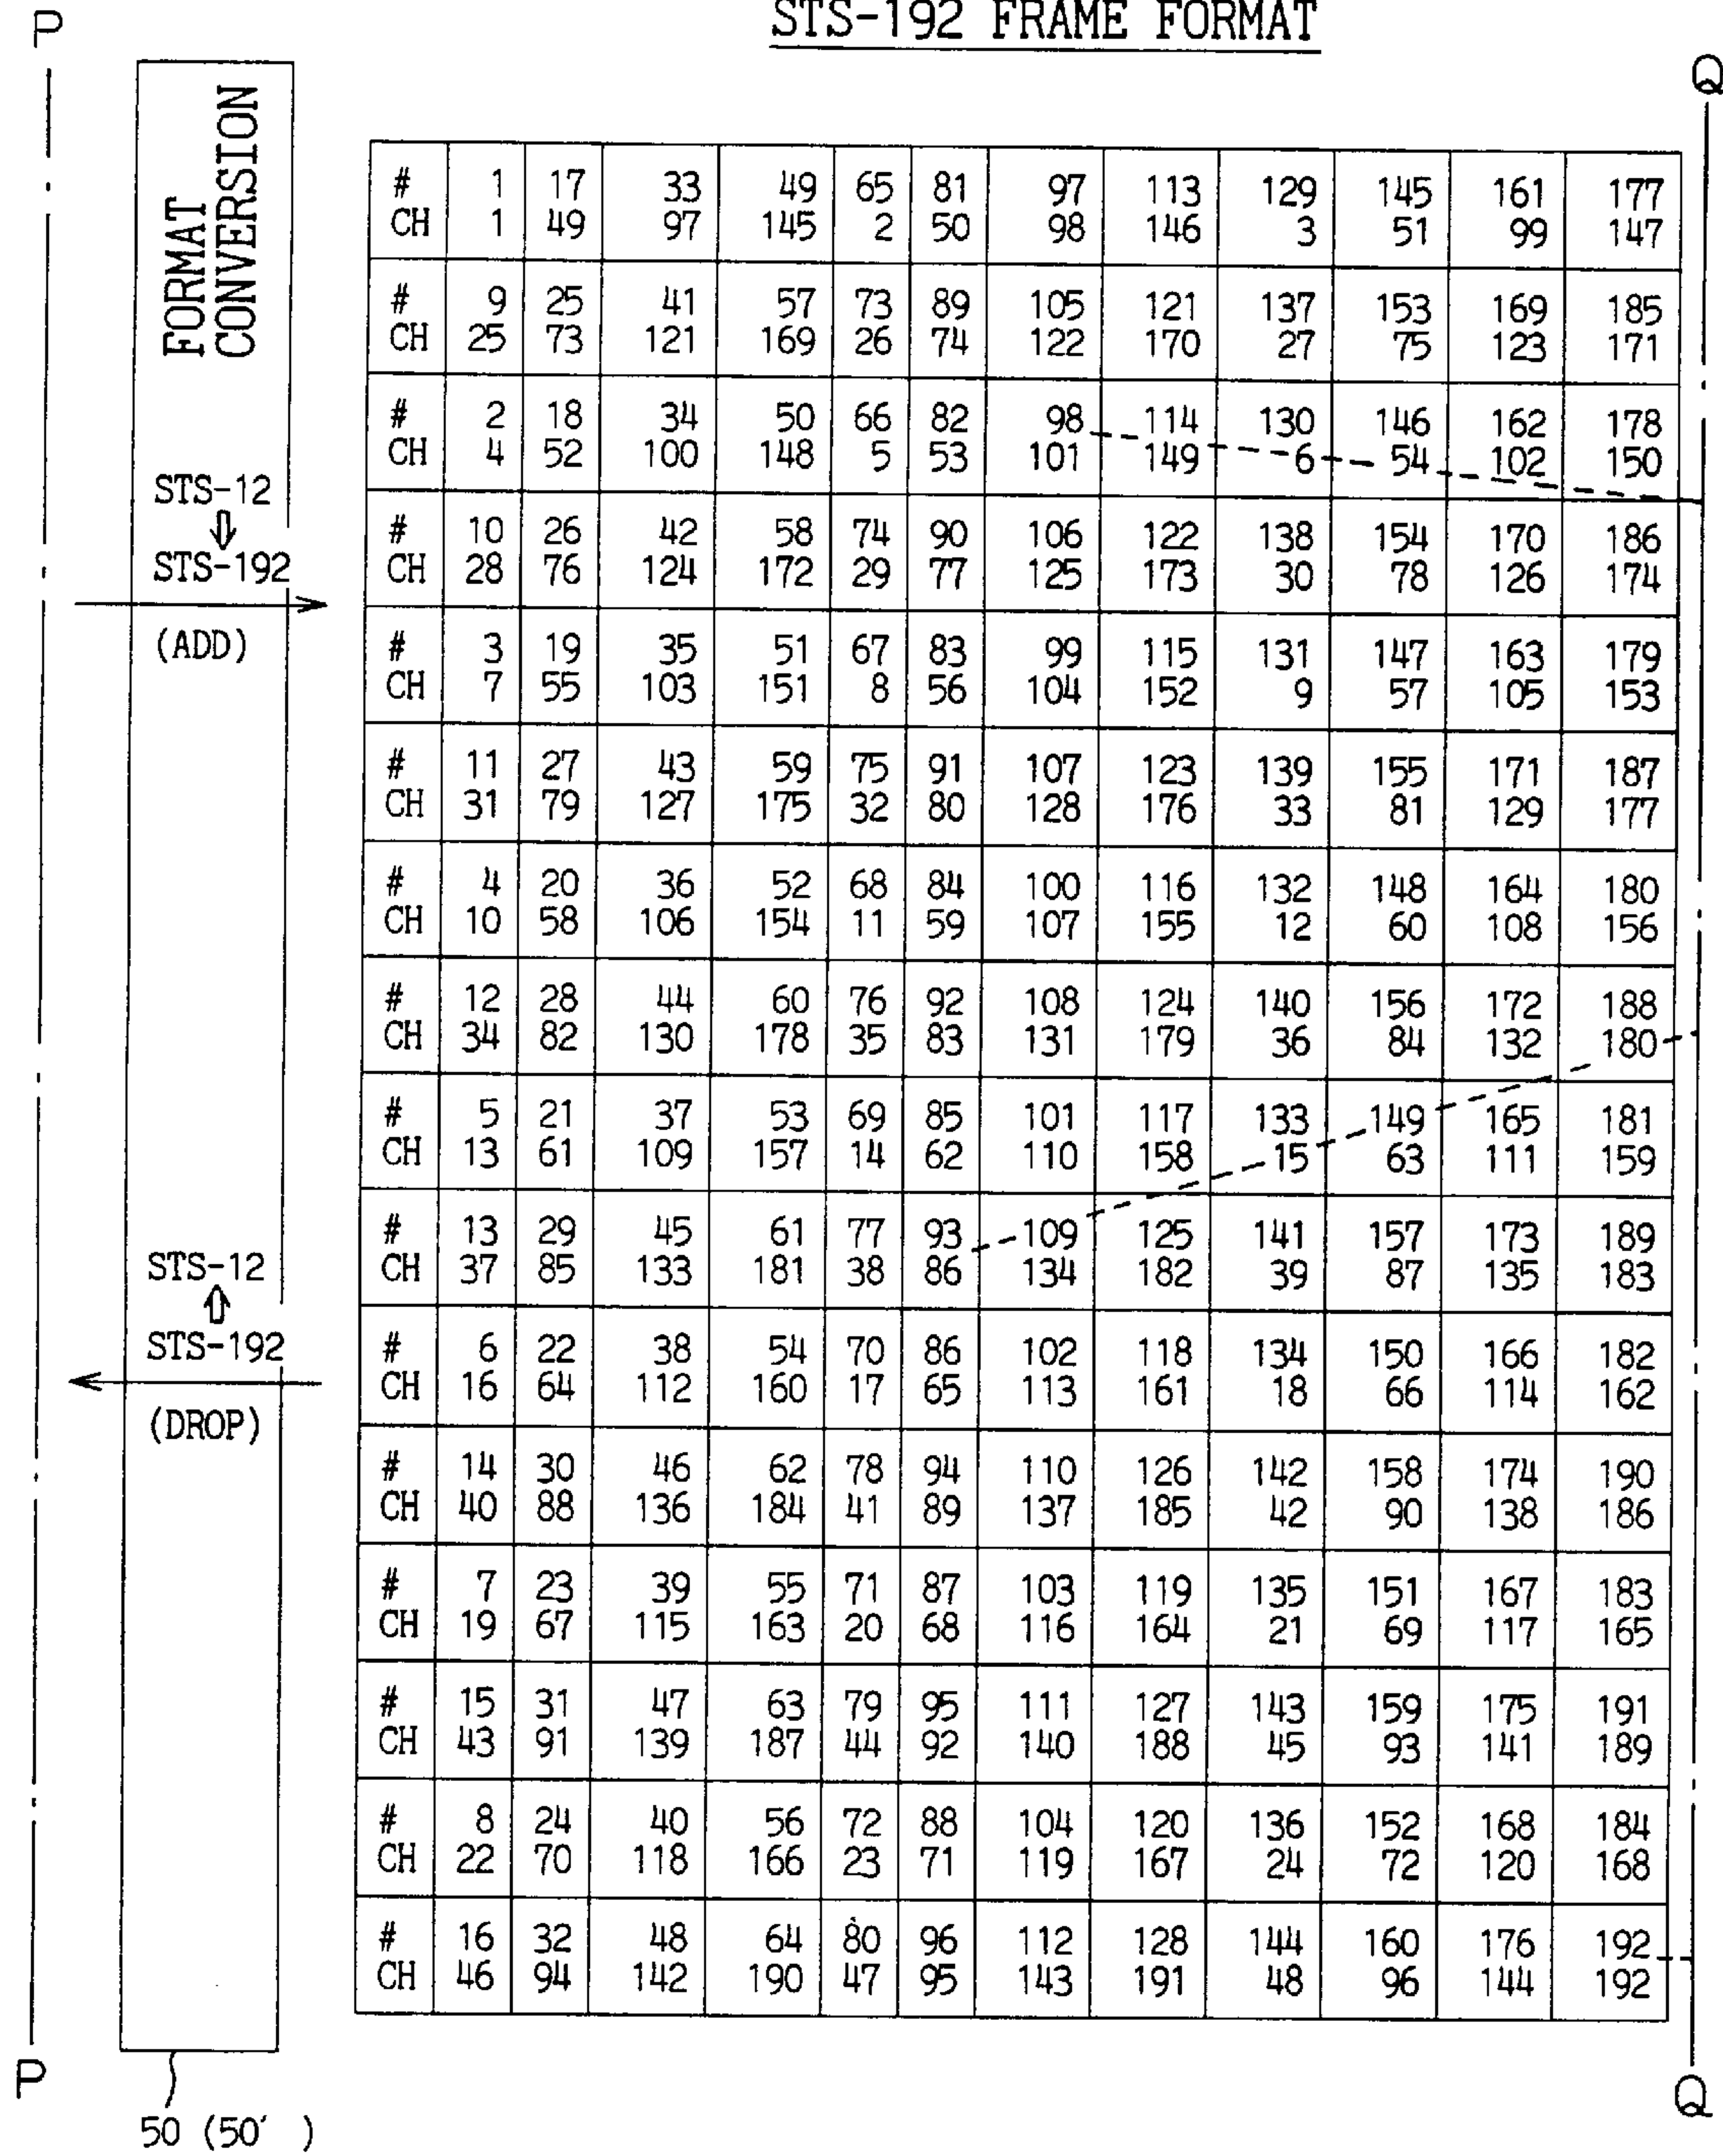 STS-192 FRAME FORMAT
P
Q
FORMAT
CONVERSION
STS-12
⇩
STS-192
(ADD)
STS-12
⇧
STS-192
(DROP)
# 1 17 33 49 65 81 97 113 129 145 161 177
CH 1 49 97 145 2 50 98 146 3 51 99 147
# 9 25 41 57 73 89 105 121 137 153 169 185
CH 25 73 121 169 26 74 122 170 27 75 123 171
# 2 18 34 50 66 82 98 114 130 146 162 178
CH 4 52 100 148 5 53 101 149 6 54 102 150
# 10 26 42 58 74 90 106 122 138 154 170 186
CH 28 76 124 172 29 77 125 173 30 78 126 174
# 3 19 35 51 67 83 99 115 131 147 163 179
CH 7 55 103 151 8 56 104 152 9 57 105 153
# 11 27 43 59 75 91 107 123 139 155 171 187
CH 31 79 127 175 32 80 128 176 33 81 129 177
# 4 20 36 52 68 84 100 116 132 148 164 180
CH 10 58 106 154 11 59 107 155 12 60 108 156
# 12 28 44 60 76 92 108 124 140 156 172 188
CH 34 82 130 178 35 83 131 179 36 84 132 180
# 5 21 37 53 69 85 101 117 133 149 165 181
CH 13 61 109 157 14 62 110 158 15 63 111 159
# 13 29 45 61 77 93 109 125 141 157 173 189
CH 37 85 133 181 38 86 134 182 39 87 135 183
# 6 22 38 54 70 86 102 118 134 150 166 182
CH 16 64 112 160 17 65 113 161 18 66 114 162
# 14 30 46 62 78 94 110 126 142 158 174 190
CH 40 88 136 184 41 89 137 185 42 90 138 186
# 7 23 39 55 71 87 103 119 135 151 167 183
CH 19 67 115 163 20 68 116 164 21 69 117 165
# 15 31 47 63 79 95 111 127 143 159 175 191
CH 43 91 139 187 44 92 140 188 45 93 141 189
# 8 24 40 56 72 88 104 120 136 152 168 184
CH 22 70 118 166 23 71 119 167 24 72 120 168
# 16 32 48 64 80 96 112 128 144 160 176 192
CH 46 94 142 190 47 95 143 191 48 96 144 192
P
Q
50 (50′ )